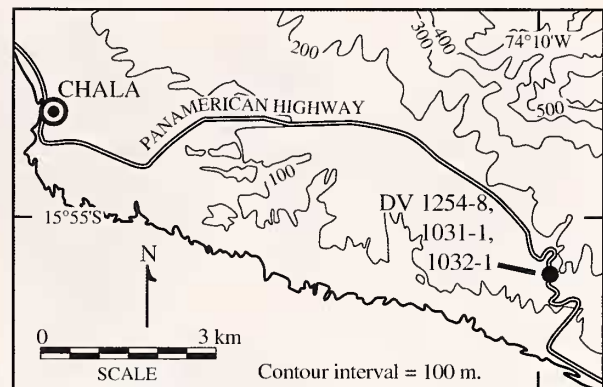 200
300
400
74°10'W
CHALA
PANAMERICAN HIGHWAY
500
100
DV 1254-8,
15°55'S
1031-1,
1032-1
N
0 3 km
SCALE
Contour interval = 100 m.